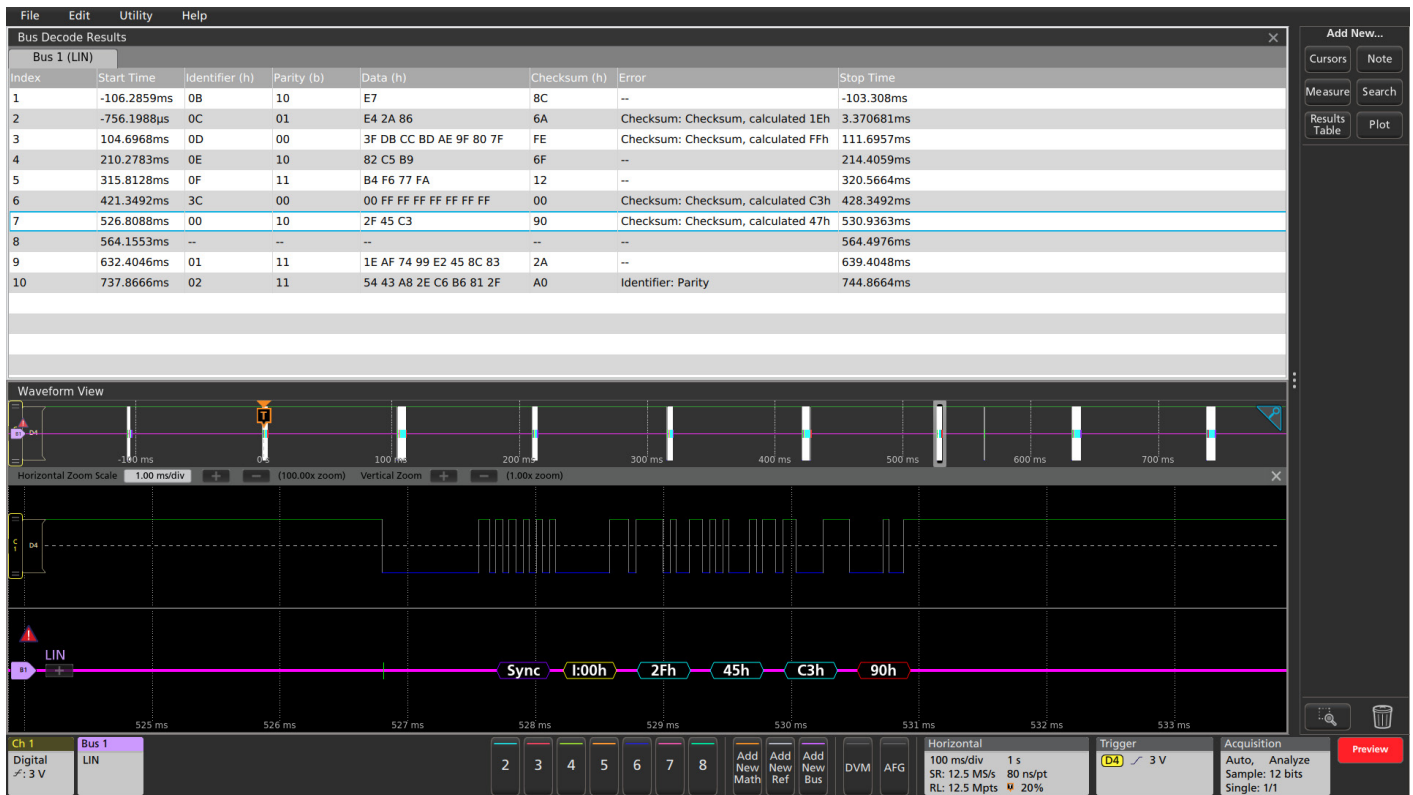 File Edit Utility Help
Bus Decode Results
Bus 1 (LIN)
Index Start Time Identifier (h) Parity (b) Data (h) Checksum (h) Error Stop Time
1 -106.2859ms 0B 10 E7 8C -- -103.308ms
2 -756.1988µs 0C 01 E4 2A 86 6A Checksum: Checksum, calculated 1Eh 3.370681ms
3 104.6968ms 0D 00 3F DB CC BD AE 9F 80 7F FE Checksum: Checksum, calculated FFh 111.6957ms
4 210.2783ms 0E 10 82 C5 B9 6F -- 214.4059ms
5 315.8128ms 0F 11 B4 F6 77 FA 12 -- 320.5664ms
6 421.3492ms 3C 00 00 FF FF FF FF FF FF FF 00 Checksum: Checksum, calculated C3h 428.3492ms
7 526.8088ms 00 10 2F 45 C3 90 Checksum: Checksum, calculated 47h 530.9363ms
8 564.1553ms -- -- -- -- -- 564.4976ms
9 632.4046ms 01 11 1E AF 74 99 E2 45 8C 83 2A -- 639.4048ms
10 737.8666ms 02 11 54 43 A8 2E C6 B6 81 2F A0 Identifier: Parity 744.8664ms
Add New...
Cursors Note
Measure Search
Results Table Plot
Waveform View
T
B1 D4
-100 ms 0 s 100 ms 200 ms 300 ms 400 ms 500 ms 600 ms 700 ms
Horizontal Zoom Scale 1.00 ms/div + − (100.00x zoom) Vertical Zoom + − (1.00x zoom)
C1 D4
LIN
B1 + Sync I:00h 2Fh 45h C3h 90h
525 ms 526 ms 527 ms 528 ms 529 ms 530 ms 531 ms 532 ms 533 ms
Ch 1
Digital
: 3 V
Bus 1
LIN
2 3 4 5 6 7 8
Add New Math
Add New Ref
Add New Bus
DVM AFG
Horizontal
100 ms/div 1 s
SR: 12.5 MS/s 80 ns/pt
RL: 12.5 Mpts 20%
Trigger
D4 3 V
Acquisition
Auto, Analyze
Sample: 12 bits
Single: 1/1
Preview